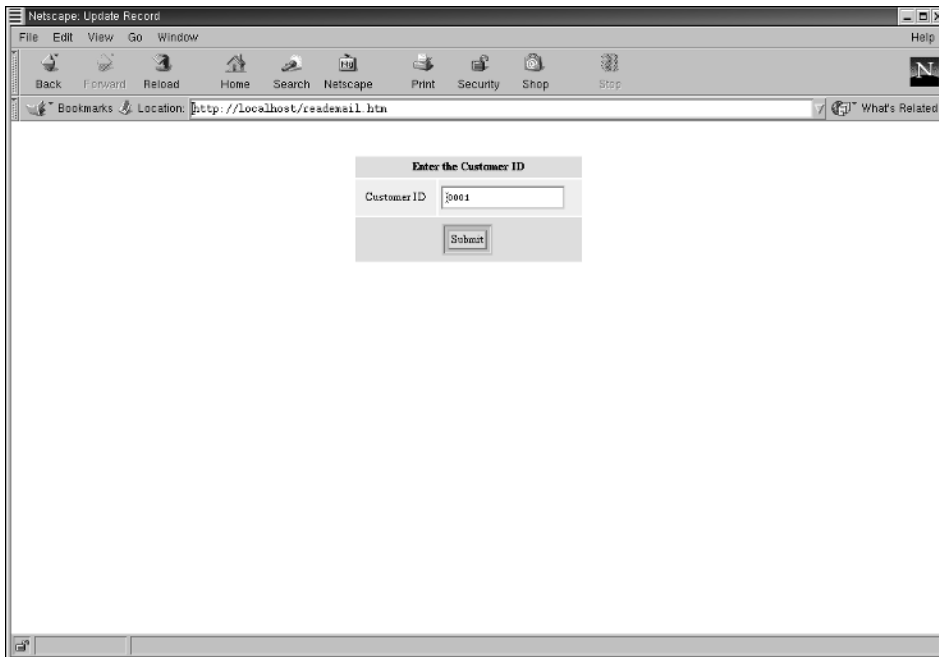 Netscape: Update Record
File Edit View Go Window Help
Back Forward Reload Home Search Netscape Print Security Shop Stop
Bookmarks Location: http://localhost/reademail.htm What's Related
Enter the Customer ID
Customer ID 0001
Submit